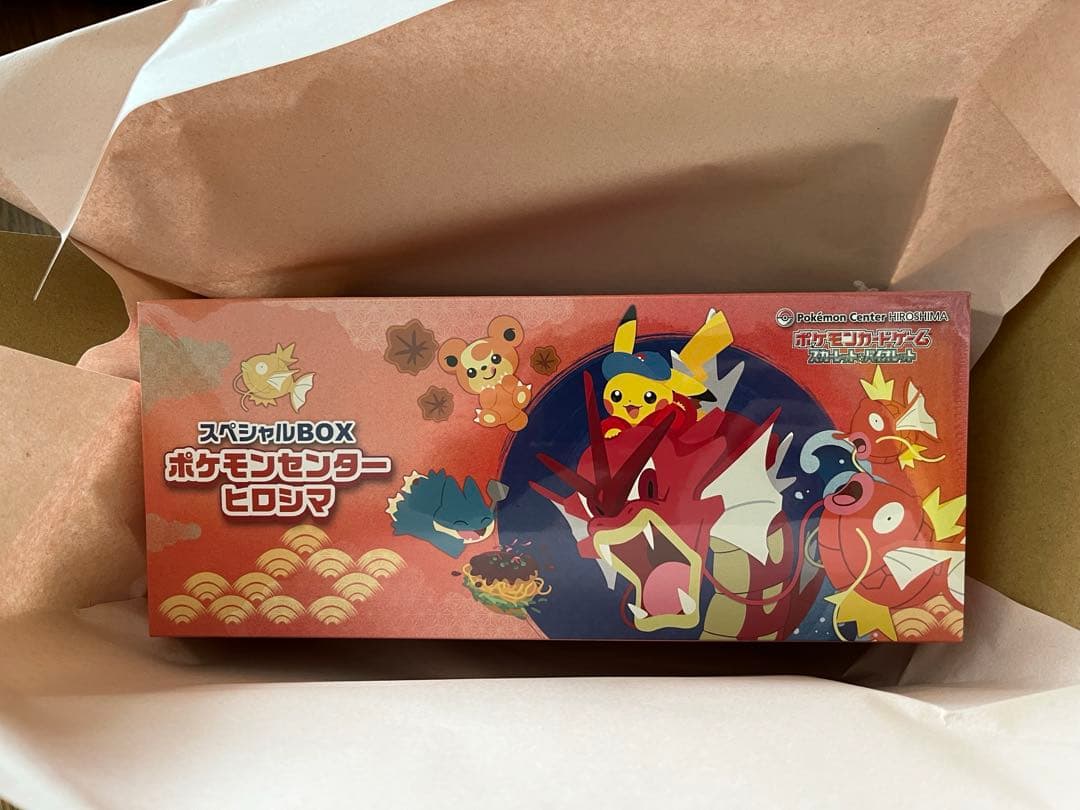 Pokémon Center HIROSHIMA
ポケモンカードゲーム
スカーレット&バイオレット
スペシャルBOX
ポケモンセンター
ヒロシマ